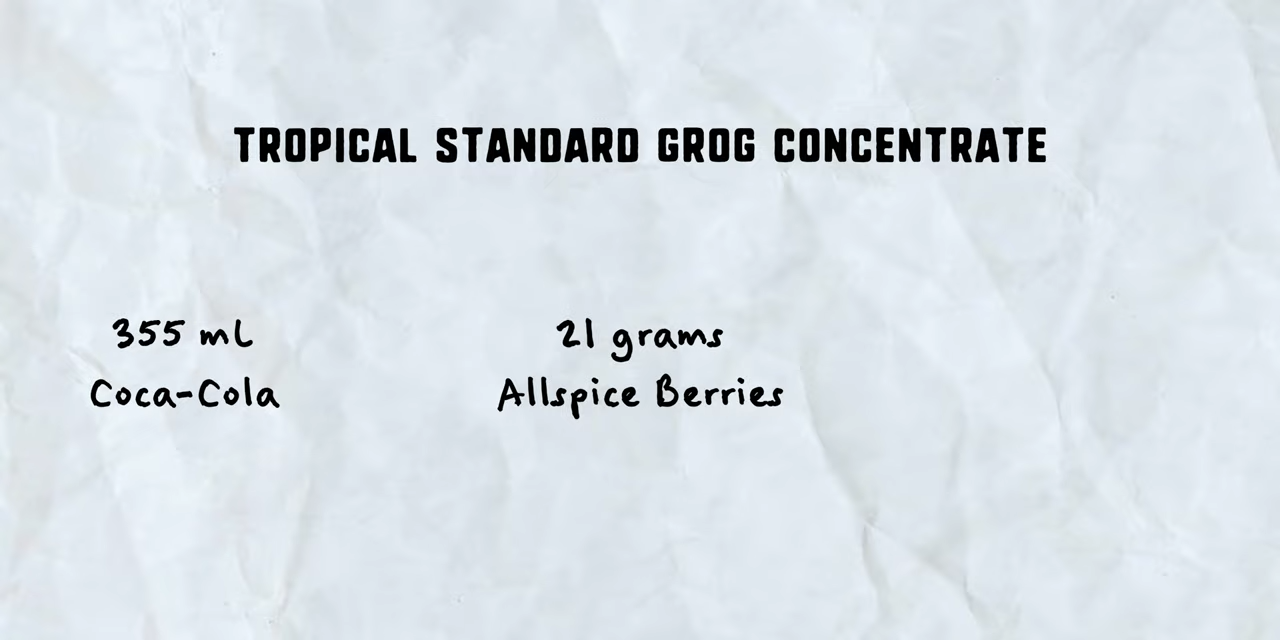 TROPICAL STANDARD GROG CONCENTRATE
355 mL
Coca-Cola
21 grams
Allspice Berries